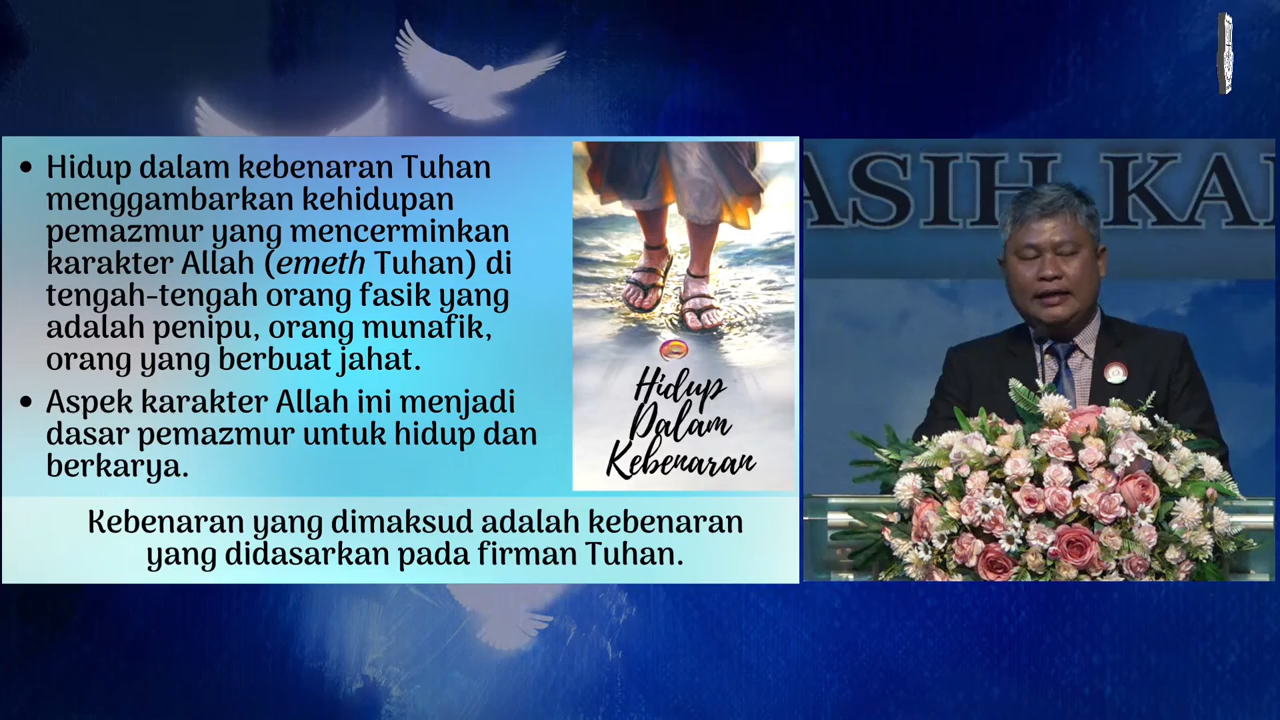 • Hidup dalam kebenaran Tuhan
menggambarkan kehidupan
pemazmur yang mencerminkan
karakter Allah (emeth Tuhan) di
tengah-tengah orang fasik yang
adalah penipu, orang munafik,
orang yang berbuat jahat.
• Aspek karakter Allah ini menjadi
dasar pemazmur untuk hidup dan
berkarya.
Kebenaran yang dimaksud adalah kebenaran
yang didasarkan pada firman Tuhan.
Hidup
Dalam
Kebenaran
ASIH KA